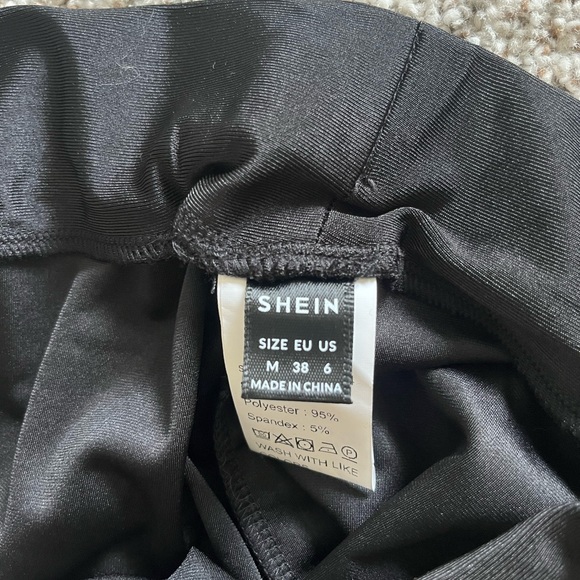 SHEIN
SIZE EU US
M 38 6
MADE IN CHINA
Polyester : 95%
Spandex : 5%
WASH WITH LIKE